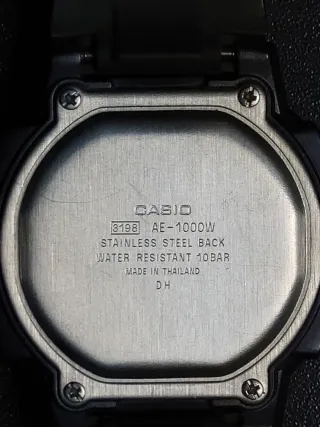 CASIO
3198 AE-1000W
STAINLESS STEEL BACK
WATER RESISTANT 10BAR
MADE IN THAILAND
DH